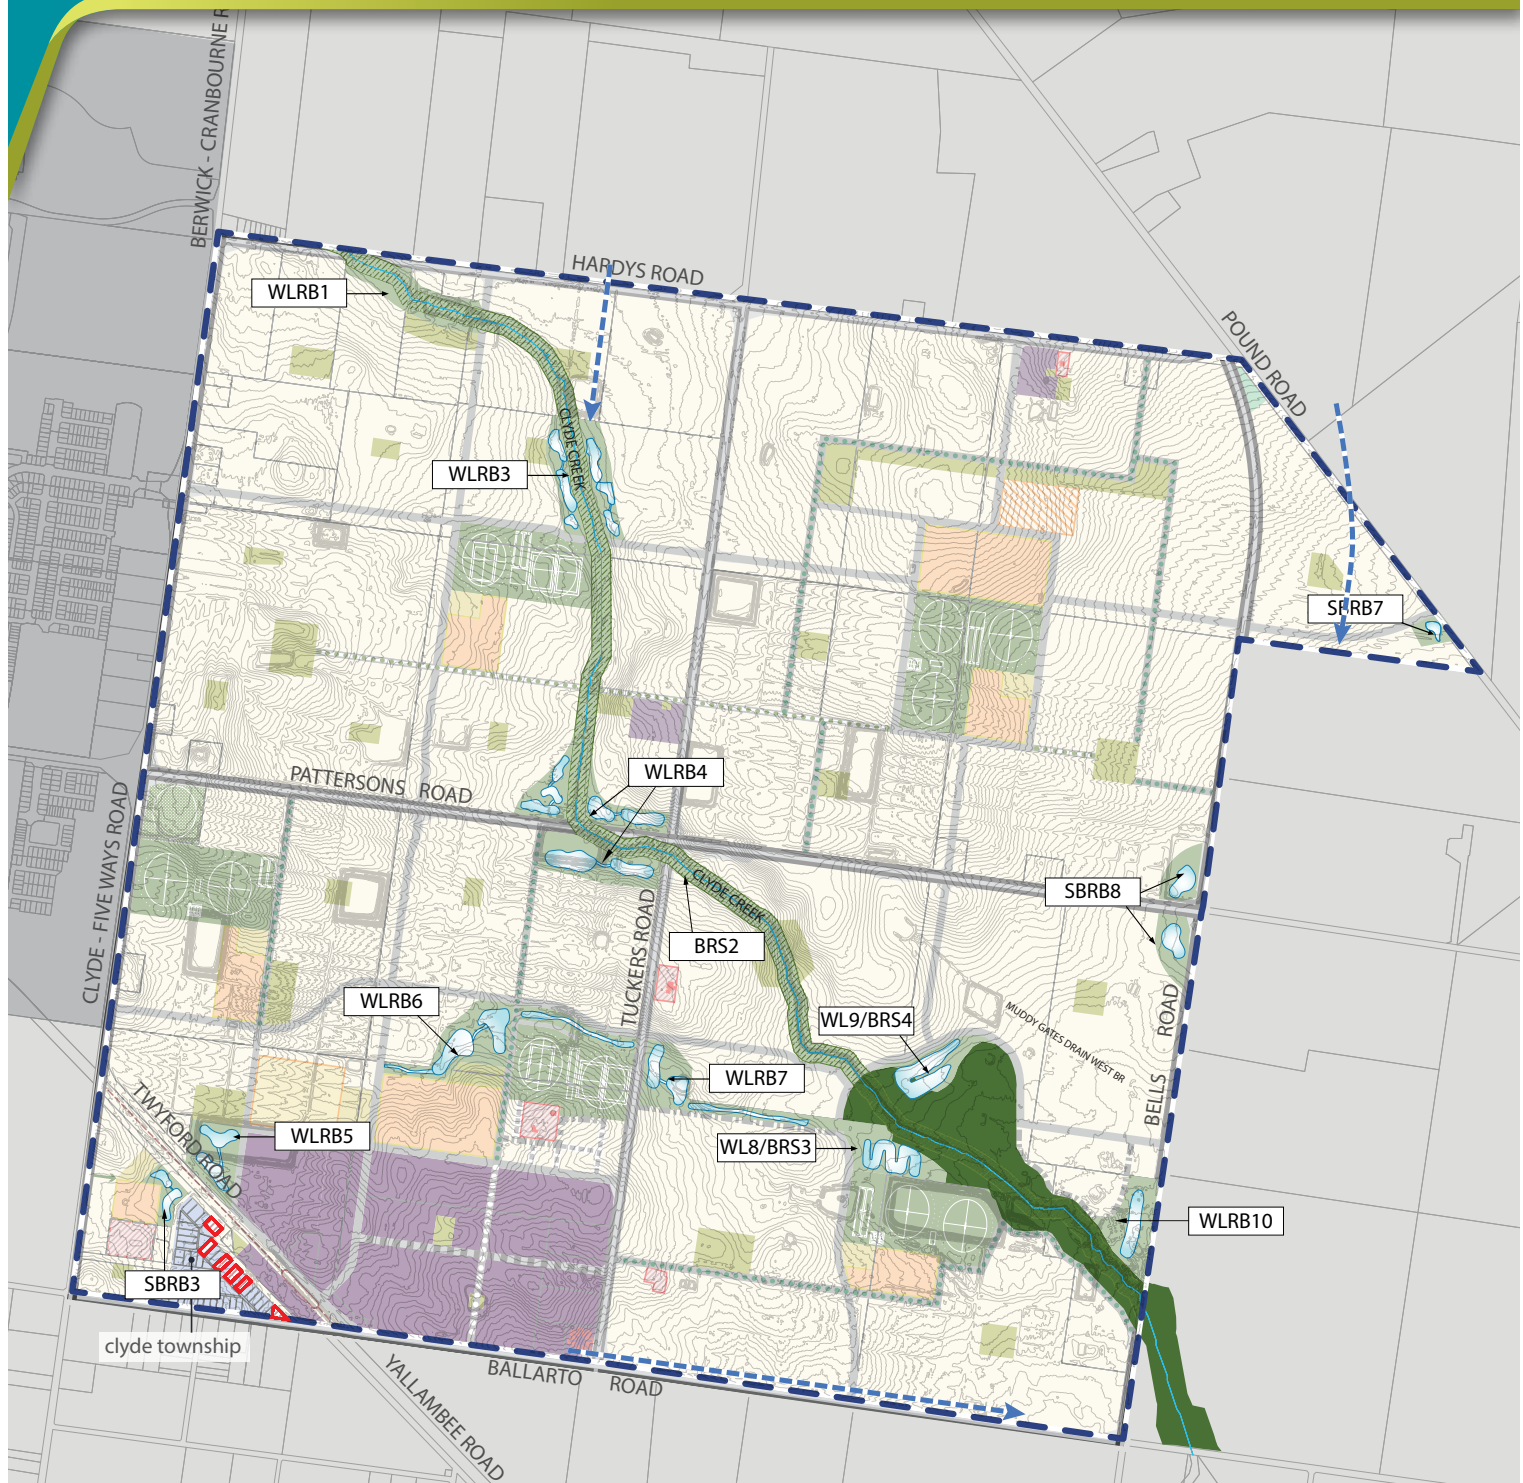 BERWICK - CRANBOURNE R
HARDYS ROAD
WLRB1
POUND ROAD
CLYDE CREEK
WLRB3
SBRB7
PATTERSONS ROAD
WLRB4
CLYDE - FIVE WAYS ROAD
CLYDE CREEK
SBRB8
BRS2
TUCKERS ROAD
WLRB6
WL9/BRS4
MUDDY GATES DRAIN WEST BR
BELLS ROAD
WLRB7
TWYFORD ROAD
WLRB5
WL8/BRS3
WLRB10
SBRB3
clyde township
YALLAMBEE ROAD
BALLARTO ROAD